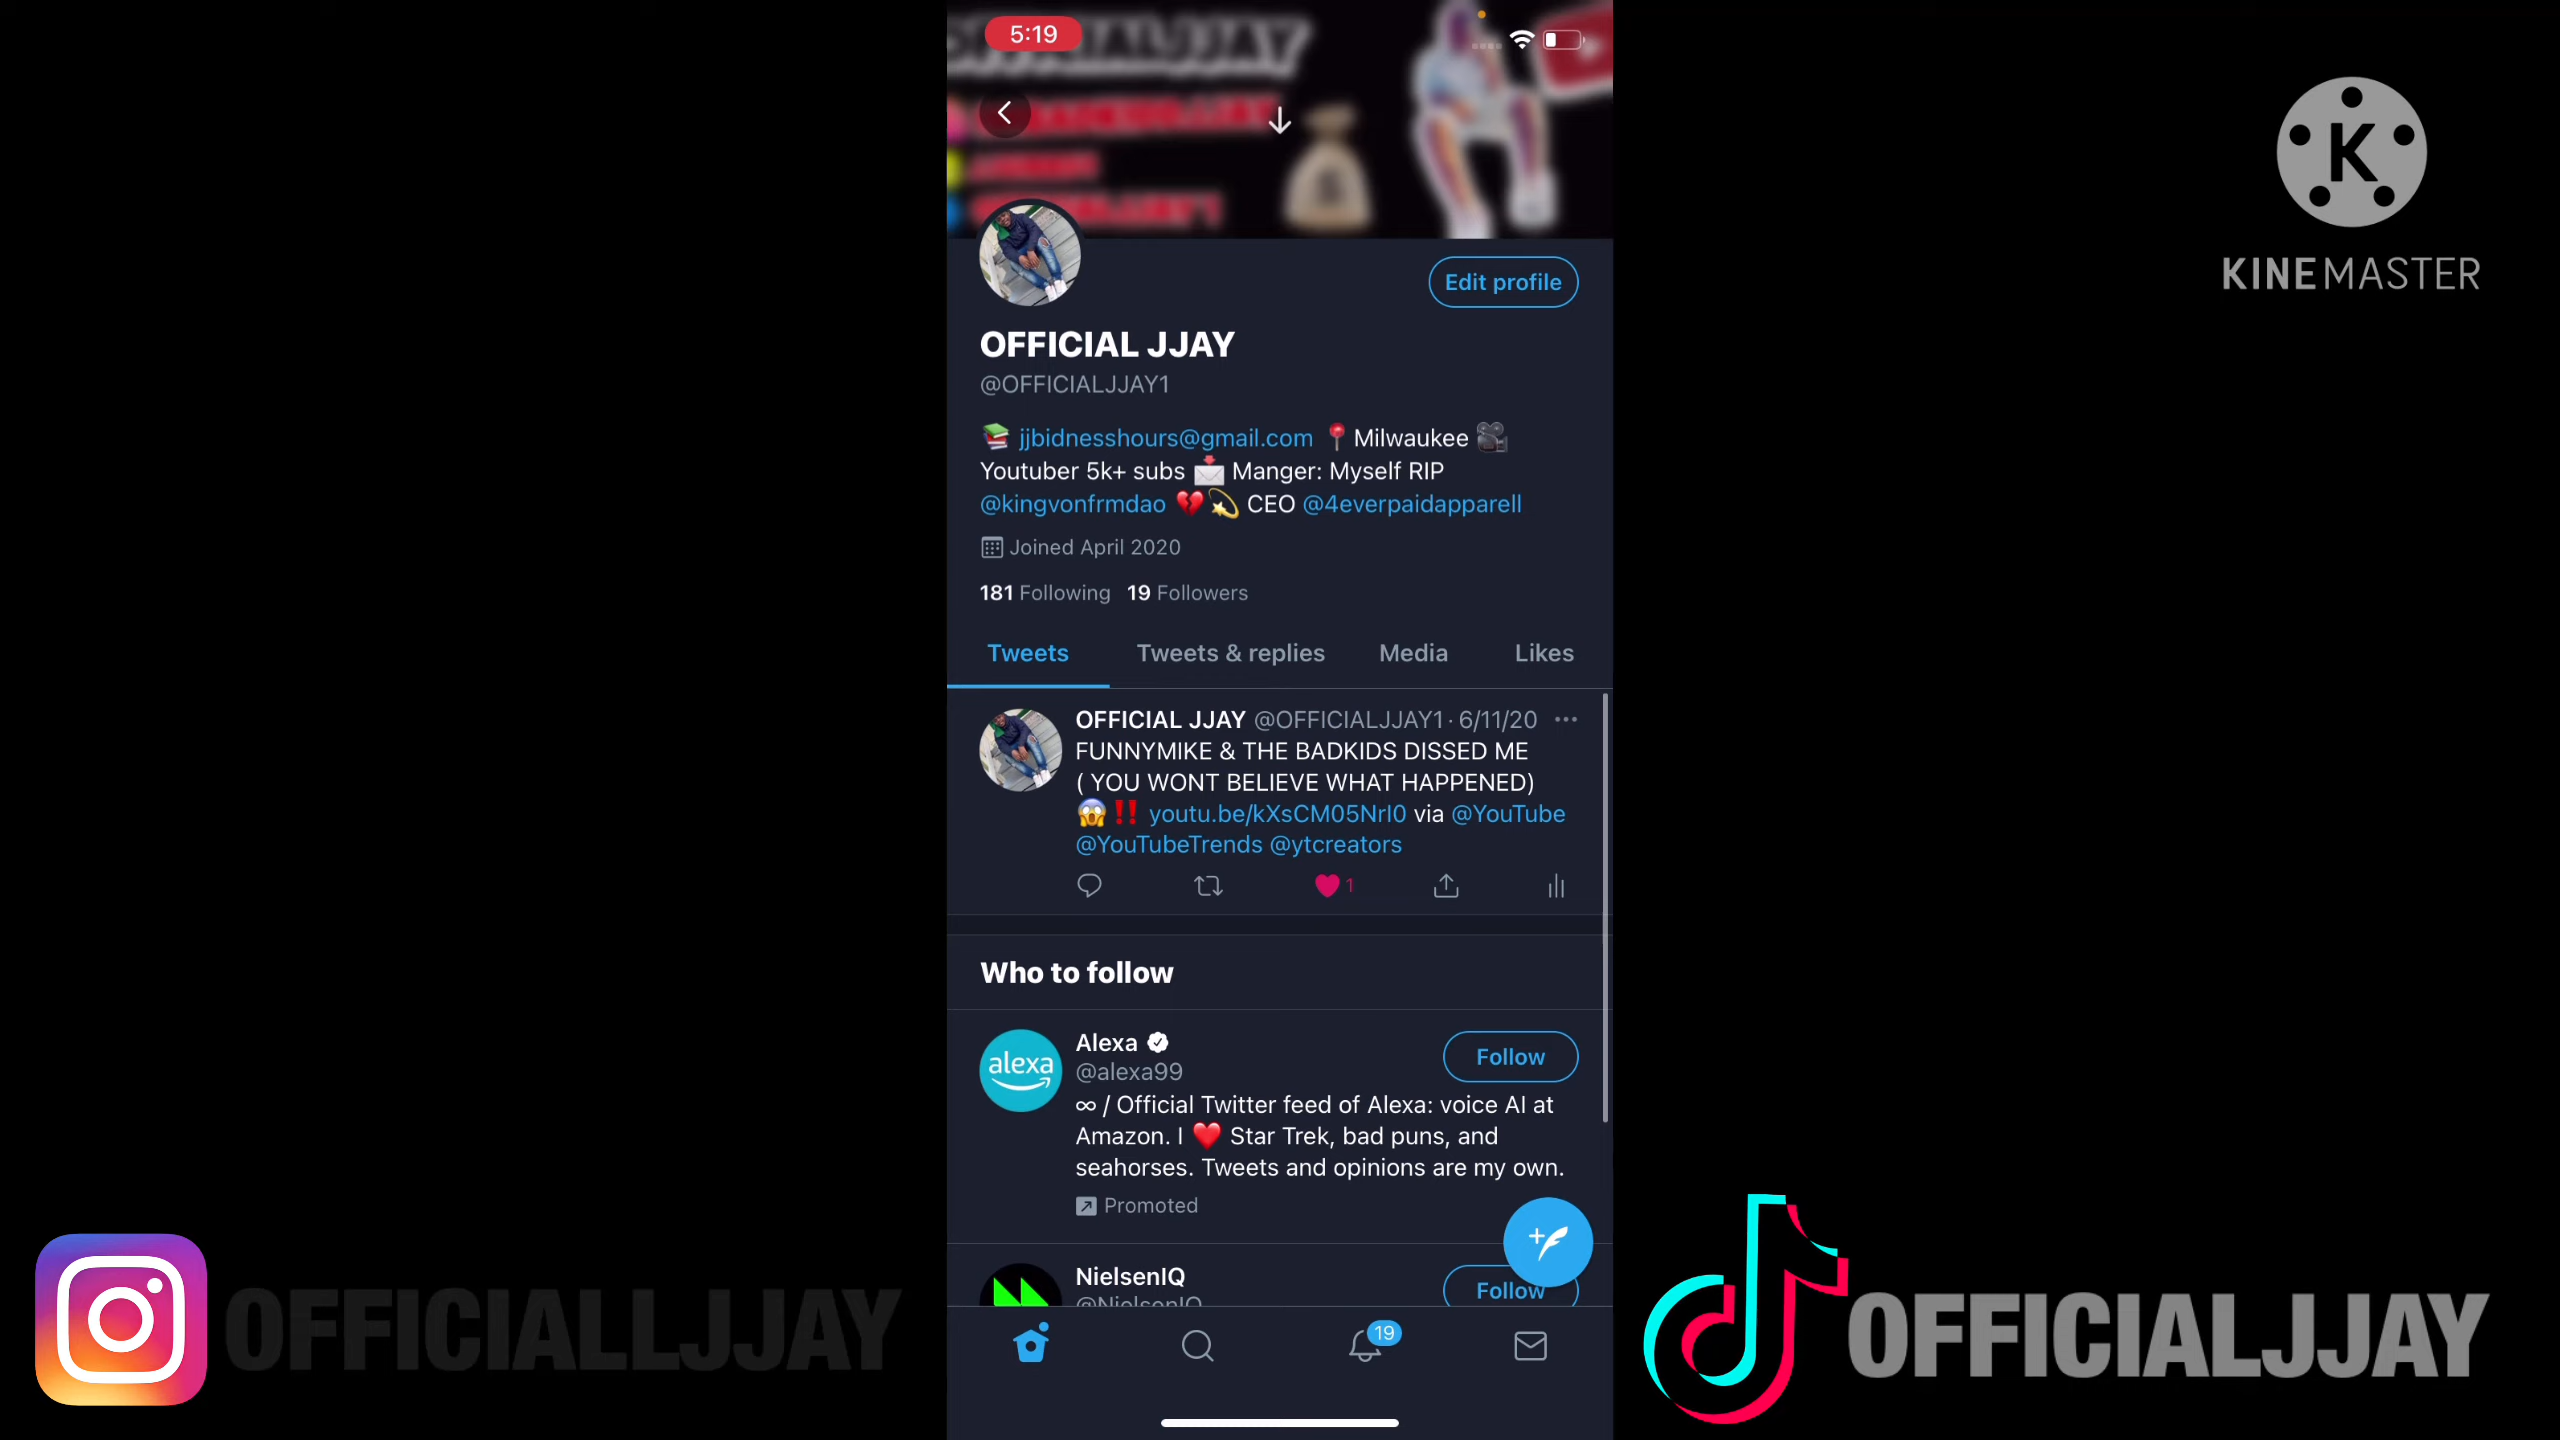 OFFICIALJJAY
5:19
K
KINEMASTER
Edit profile
OFFICIAL JJAY
@OFFICIALJJAY1
📚 jjbidnesshours@gmail.com 📍Milwaukee 🎥
Youtuber 5k+ subs 📩 Manger: Myself RIP
@kingvonfrmdao 💔💫 CEO @4everpaidapparell
Joined April 2020
181 Following 19 Followers
Tweets Tweets & replies Media Likes
OFFICIAL JJAY @OFFICIALJJAY1 · 6/11/20
FUNNYMIKE & THE BADKIDS DISSED ME
( YOU WONT BELIEVE WHAT HAPPENED)
😱‼️ youtu.be/kXsCM05NrI0 via @YouTube
@YouTubeTrends @ytcreators
1
Who to follow
Alexa
@alexa99
Follow
alexa
∞ / Official Twitter feed of Alexa: voice AI at
Amazon. I ❤️ Star Trek, bad puns, and
seahorses. Tweets and opinions are my own.
Promoted
NielsenIQ
@NielsenIQ
Follow
19
OFFICIALLJJAY
OFFICIALJJAY